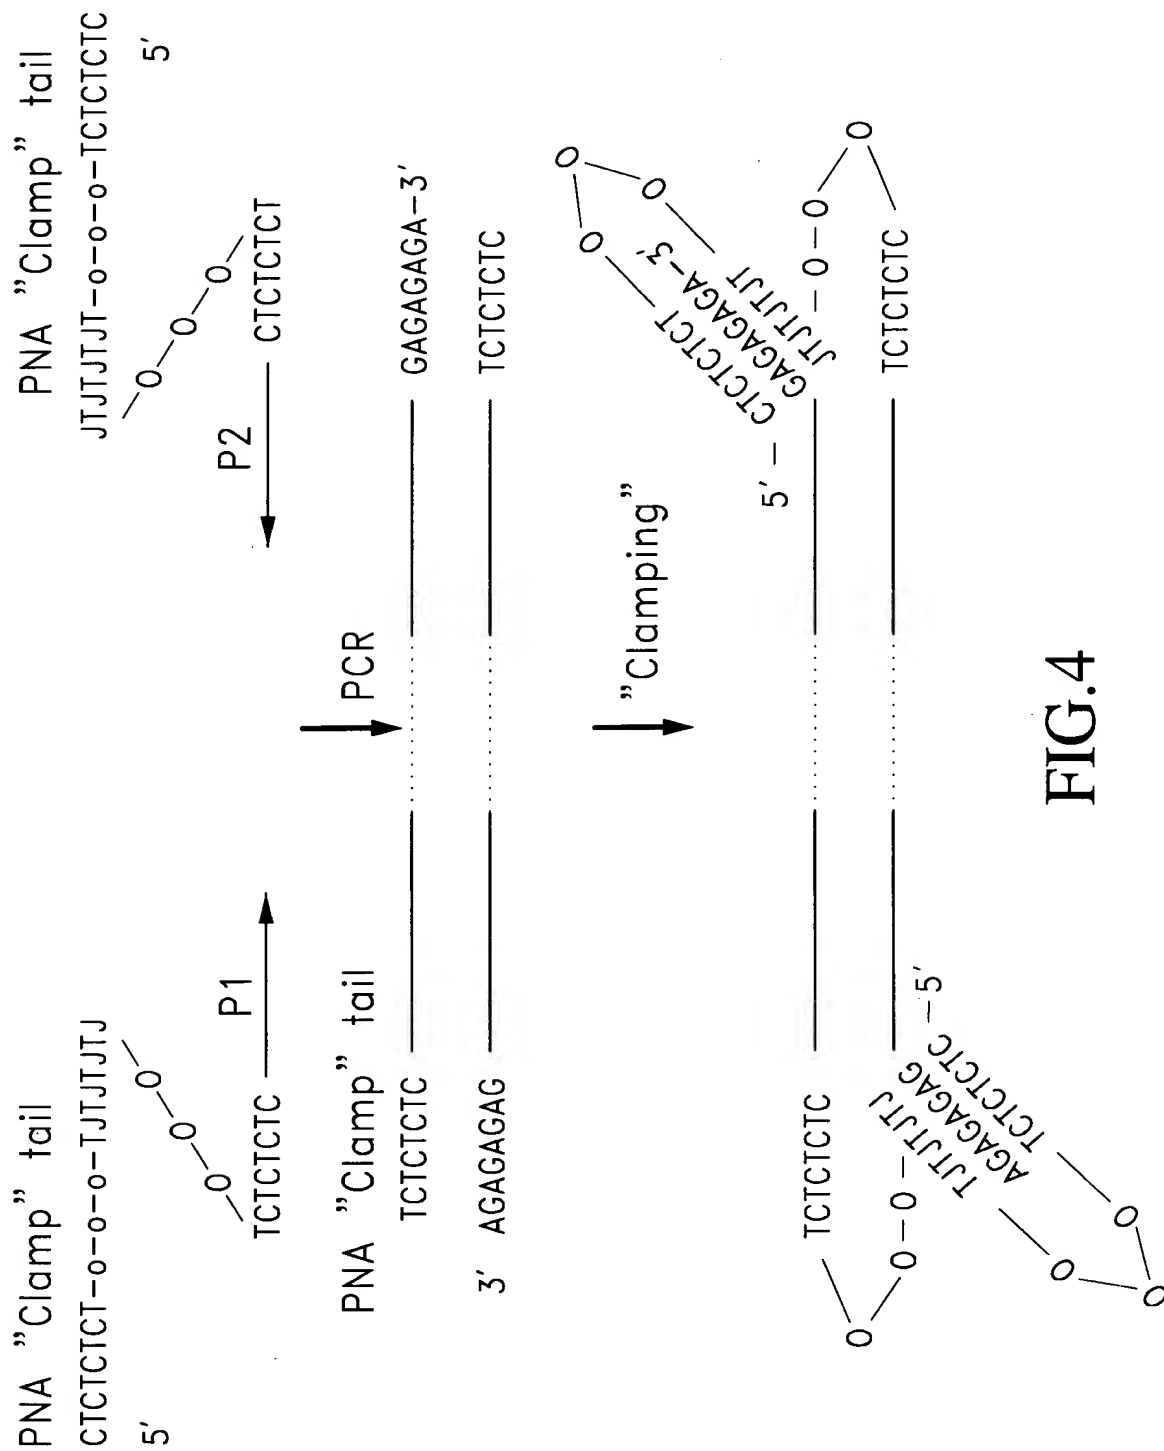 PNA "Clamp" tail
CTCTCTCT-o-o-o-TJTJTJTJ
5'
O O O
TCTCTCTC
P1
PNA "Clamp" tail
JTJTJTJT-o-o-o-TCTCTCTC
5'
O O O
CTCTCTCT
P2
PCR
PNA "Clamp" tail
TCTCTCTC
GAGAGAGA-3'
3' AGAGAGAG
TCTCTCTC
"Clamping"
5' - CTCTCTCT
GAGAGAGA-3'
JTJTJTJT
O O O
TCTCTCTC
- O - O
O
O
O - O -
TJTJTJTJ
AGAGAGAG
TCTCTCTC -5'
O O O
TCTCTCTC
FIG.4